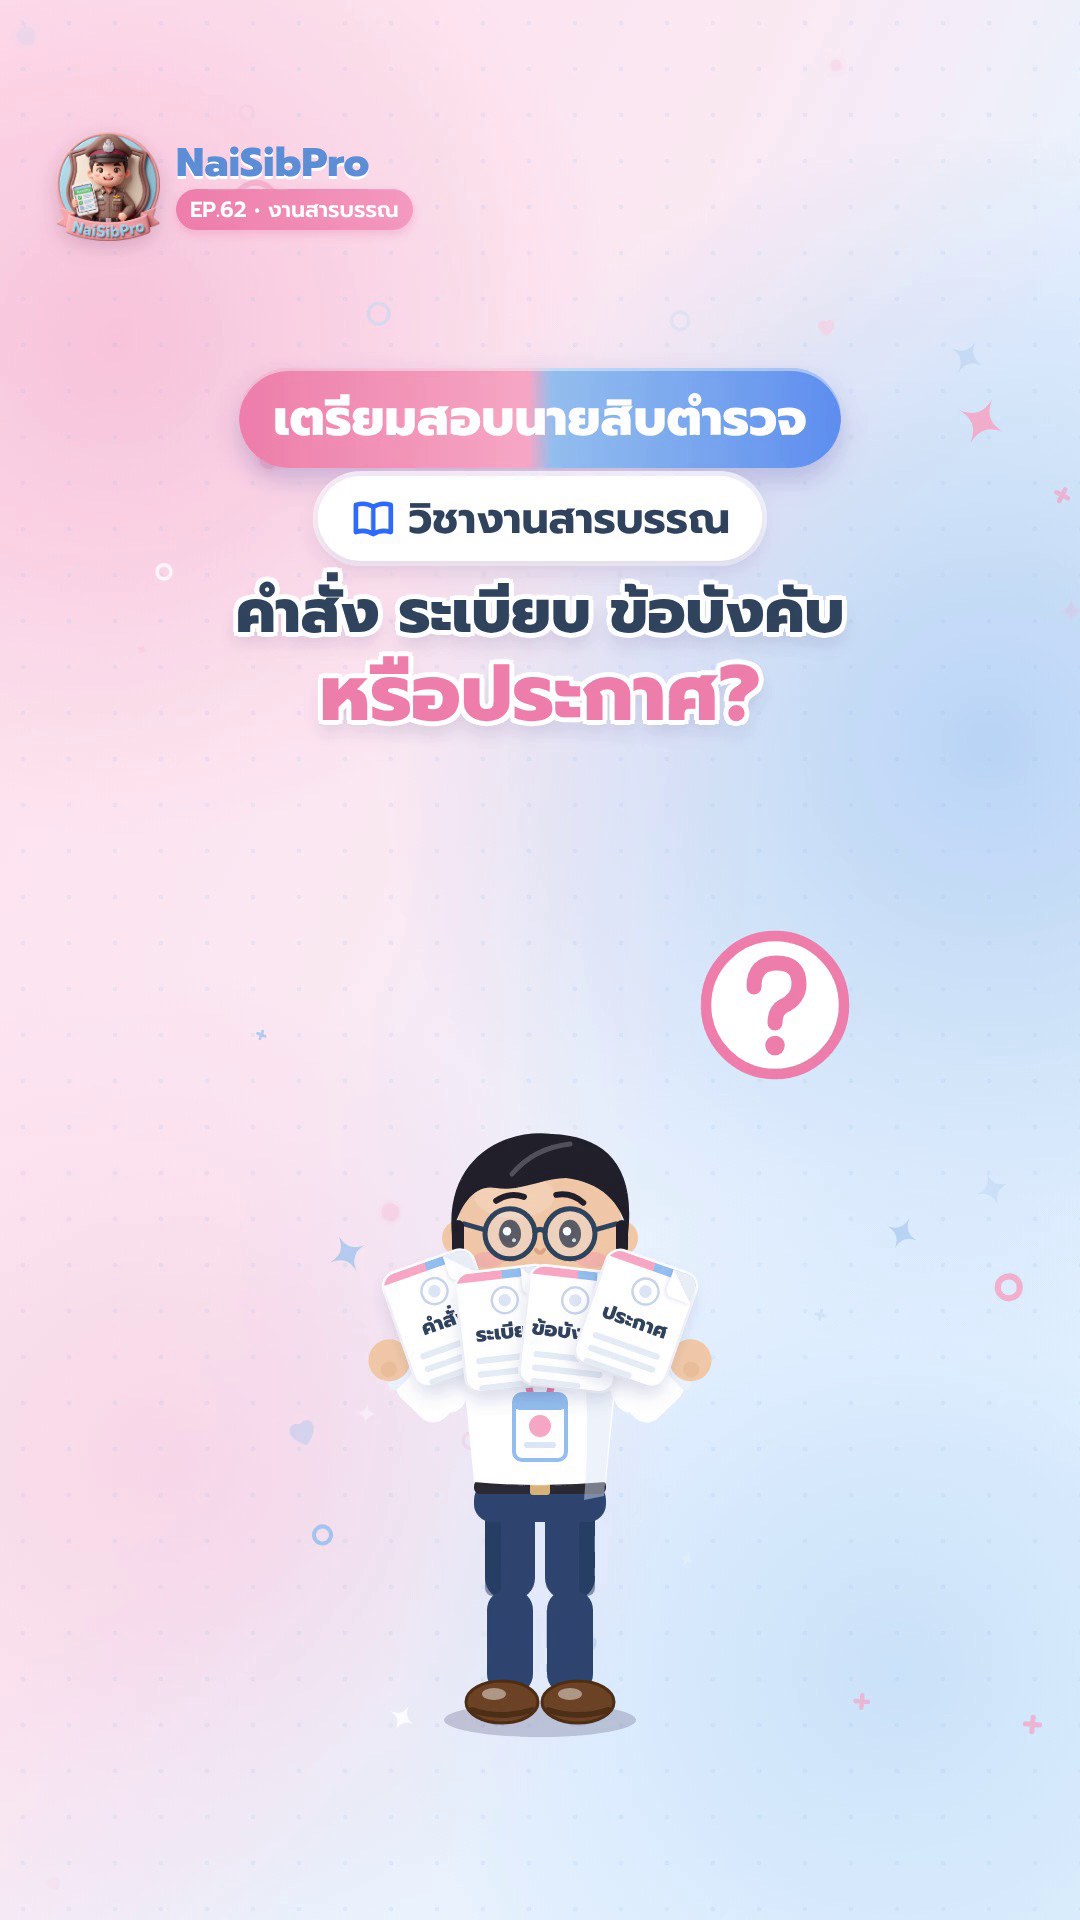 NaiSibPro
NaiSibPro
EP.62 • งานสารบรรณ
เตรียมสอบนายสิบตำรวจ
วิชางานสารบรรณ
คำสั่ง ระเบียบ ข้อบังคับ
หรือประกาศ?
?
ประกาศ